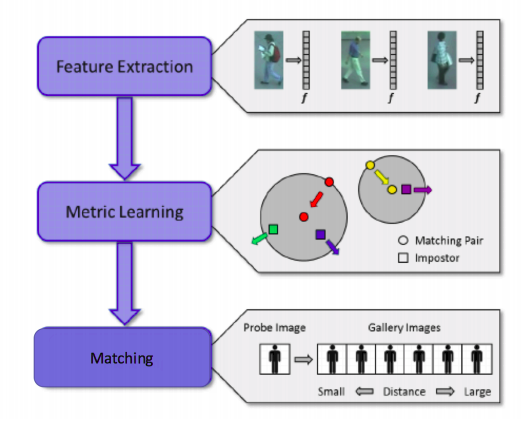 Feature Extraction
f
f
f
Metric Learning
Matching Pair
Impostor
Matching
Probe Image
Gallery Images
Small
Distance
Large